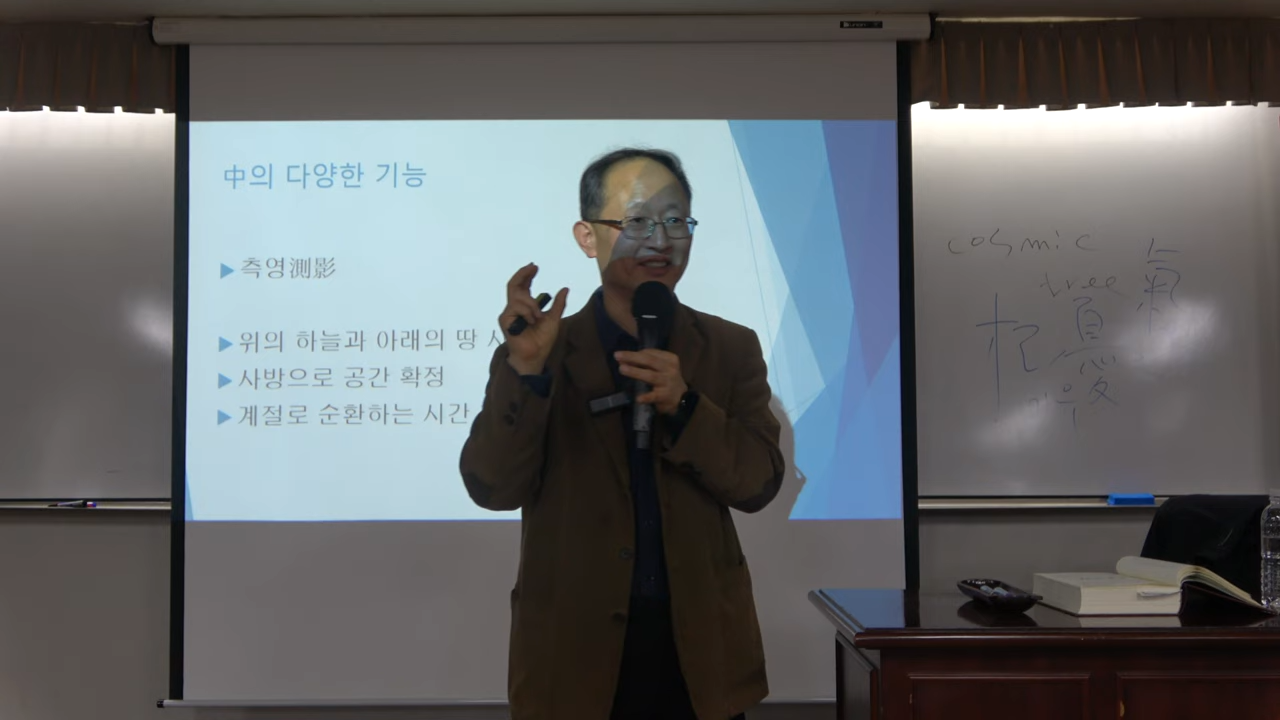 中의 다양한 기능
▶측영測影
▶위의 하늘과 아래의 땅
▶사방으로 공간 확정
▶계절로 순환하는 시간
cosmic
tree
氣